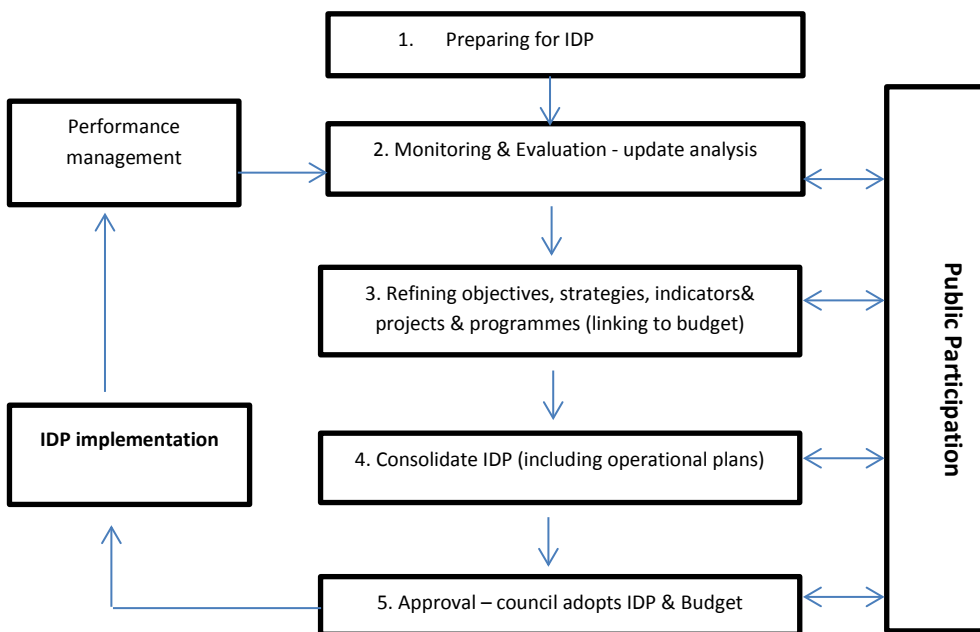 1. Preparing for IDP
Performance
management
2. Monitoring & Evaluation - update analysis
3. Refining objectives, strategies, indicators&
projects & programmes (linking to budget)
Public Participation
IDP implementation
4. Consolidate IDP (including operational plans)
5. Approval – council adopts IDP & Budget